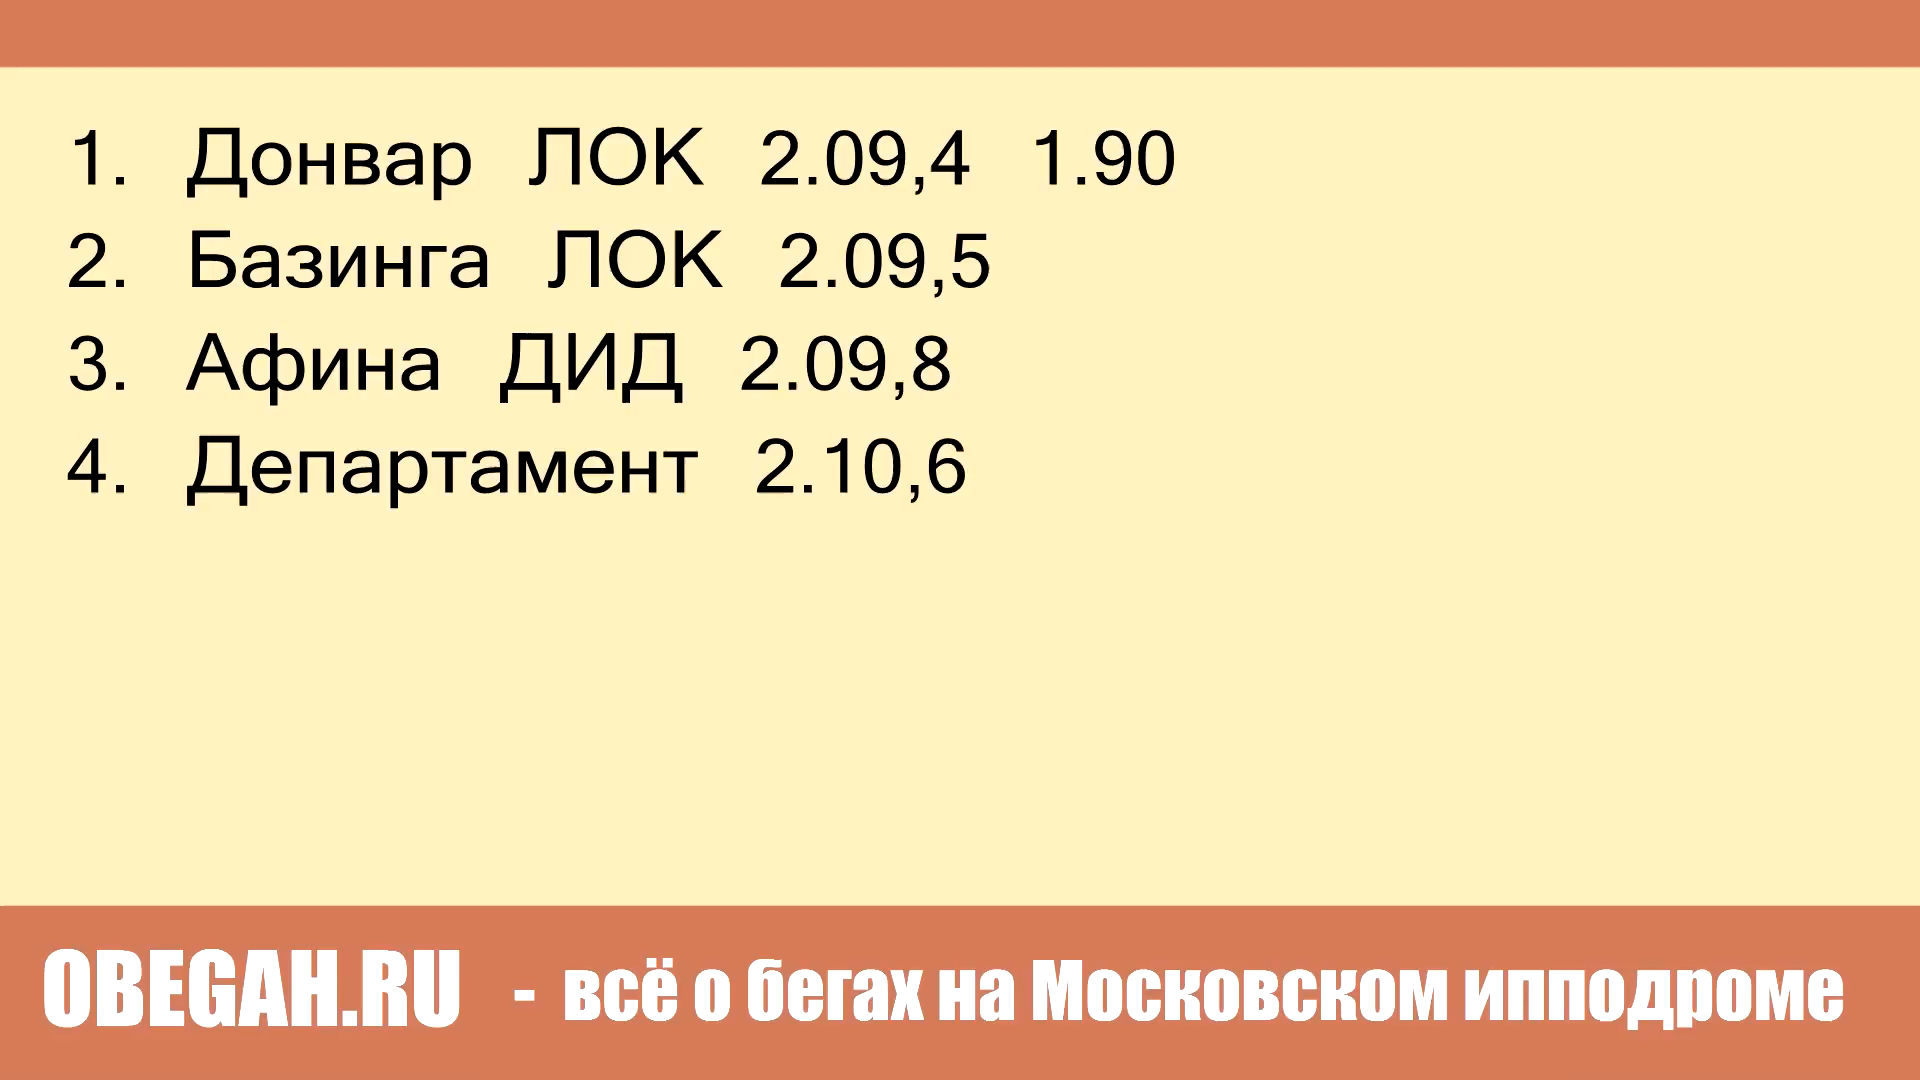 1. Донвар ЛОК 2.09,4 1.90
2. Базинга ЛОК 2.09,5
3. Афина ДИД 2.09,8
4. Департамент 2.10,6
OBEGAH.RU - всё о бегах на Московском ипподроме